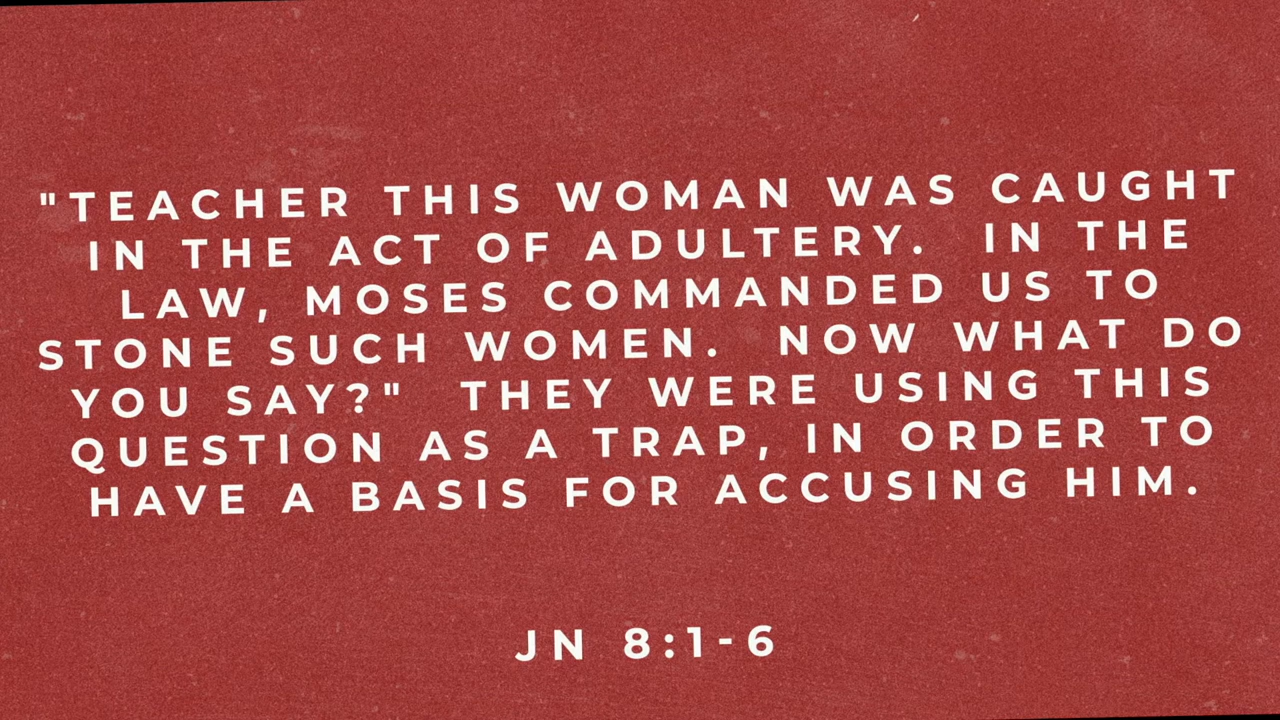 "TEACHER THIS WOMAN WAS CAUGHT
IN THE ACT OF ADULTERY.  IN THE
LAW, MOSES COMMANDED US TO
STONE SUCH WOMEN.  NOW WHAT DO
YOU SAY?"  THEY WERE USING THIS
QUESTION AS A TRAP, IN ORDER TO
HAVE A BASIS FOR ACCUSING HIM.
JN 8:1-6